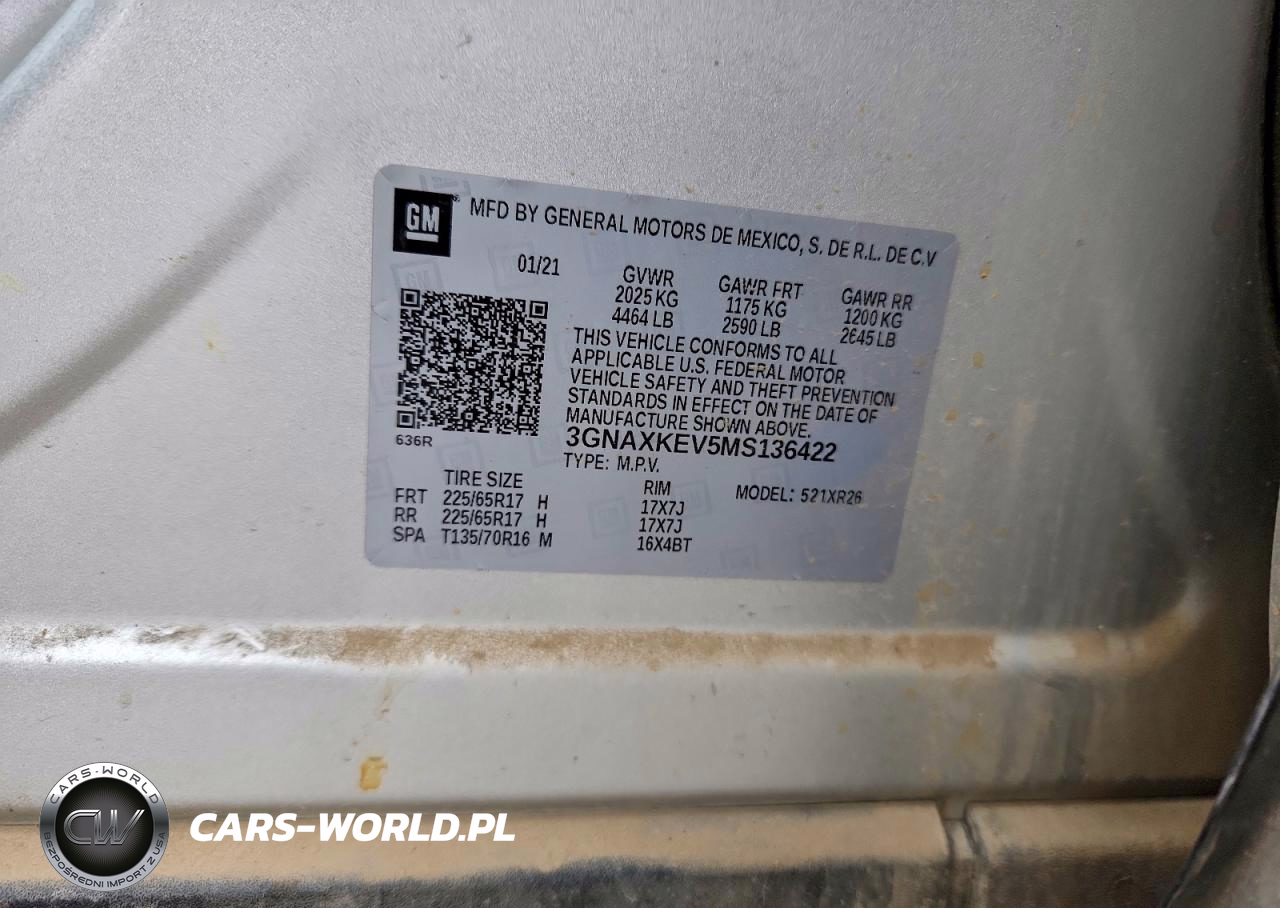 GM
MFD BY GENERAL MOTORS DE MEXICO, S. DE R.L. DE C.V
01/21
GVWR GAWR FRT GAWR RR
2025 KG 1175 KG 1200 KG
4464 LB 2590 LB 2645 LB
THIS VEHICLE CONFORMS TO ALL
APPLICABLE U.S. FEDERAL MOTOR
VEHICLE SAFETY AND THEFT PREVENTION
STANDARDS IN EFFECT ON THE DATE OF
MANUFACTURE SHOWN ABOVE.
636R
3GNAXKEV5MS136422
TYPE: M.P.V.
TIRE SIZE RIM MODEL: 521XR26
FRT 225/65R17 H 17X7J
RR 225/65R17 H 17X7J
SPA T135/70R16 M 16X4BT
CARS-WORLD
CW
BEZPOŚREDNI IMPORT Z USA
CARS-WORLD.PL